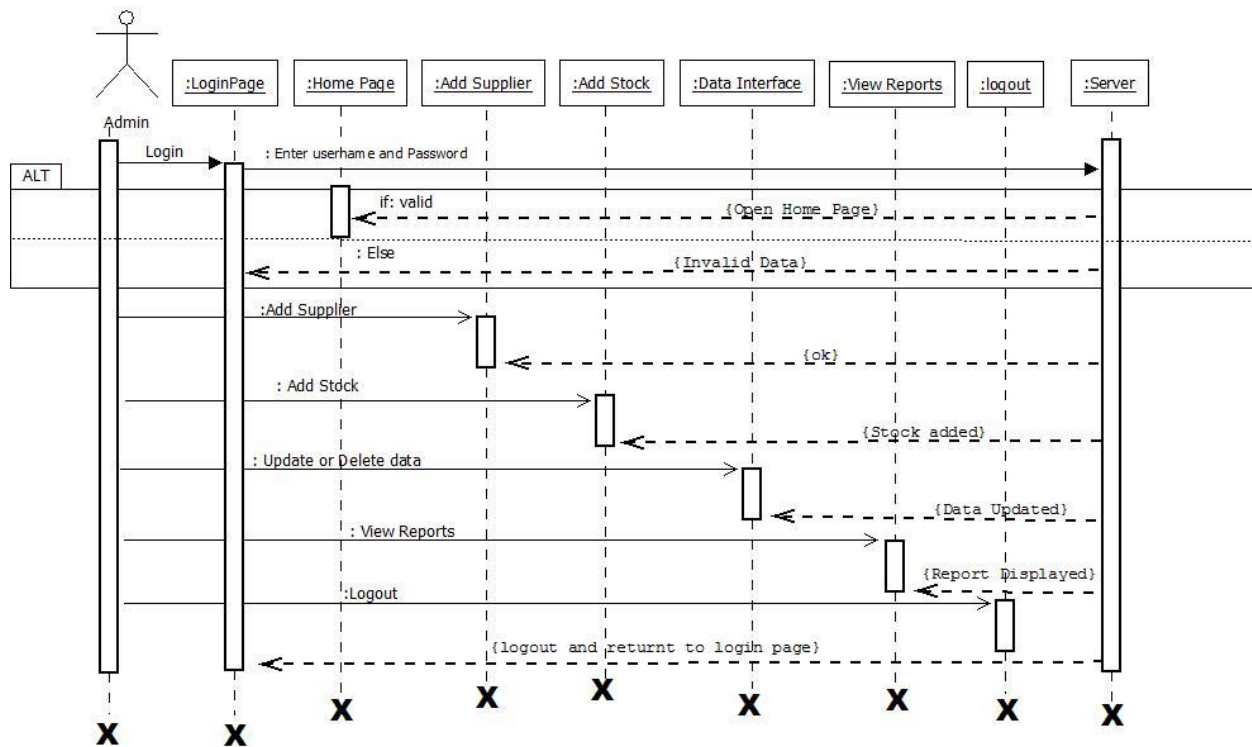 :LoginPage
:Home Page
:Add Supplier
:Add Stock
:Data Interface
:View Reports
:logout
:Server
Admin
Login
: Enter username and Password
ALT
if: valid
{Open Home Page}
: Else
{Invalid Data}
:Add Supplier
{ok}
: Add Stock
{Stock added}
: Update or Delete data
{Data Updated}
: View Reports
{Report Displayed}
:Logout
{logout and returnt to login page}
X X X X X X X X X